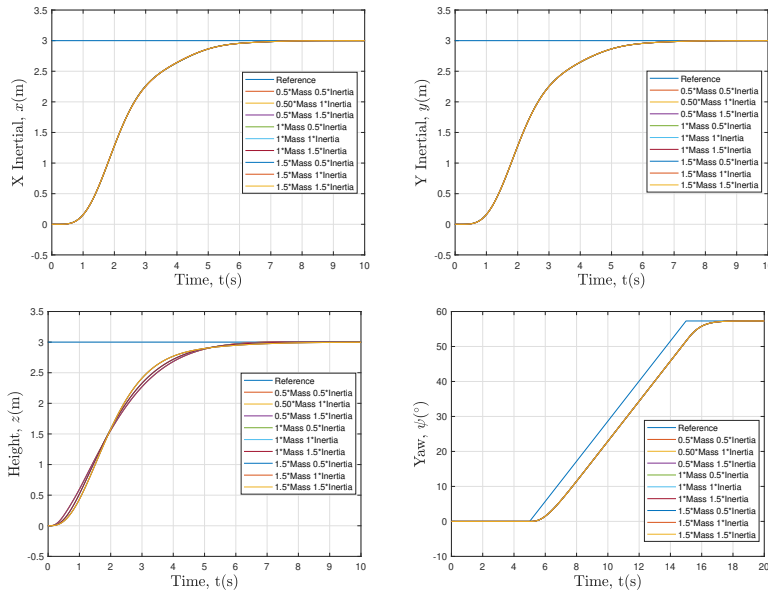 3.5
3
2.5
2
1.5
1
0.5
0
-0.5
X Inertial, x(m)
Reference
0.5*Mass 0.5*Inertia
0.50*Mass 1*Inertia
0.5*Mass 1.5*Inertia
1*Mass 0.5*Inertia
1*Mass 1*Inertia
1*Mass 1.5*Inertia
1.5*Mass 0.5*Inertia
1.5*Mass 1*Inertia
1.5*Mass 1.5*Inertia
0 1 2 3 4 5 6 7 8 9 10
Time, t(s)
3.5
3
2.5
2
1.5
1
0.5
0
-0.5
Y Inertial, y(m)
Reference
0.5*Mass 0.5*Inertia
0.50*Mass 1*Inertia
0.5*Mass 1.5*Inertia
1*Mass 0.5*Inertia
1*Mass 1*Inertia
1*Mass 1.5*Inertia
1.5*Mass 0.5*Inertia
1.5*Mass 1*Inertia
1.5*Mass 1.5*Inertia
0 1 2 3 4 5 6 7 8 9 10
Time, t(s)
3.5
3
2.5
2
1.5
1
0.5
0
-0.5
Height, z(m)
Reference
0.5*Mass 0.5*Inertia
0.50*Mass 1*Inertia
0.5*Mass 1.5*Inertia
1*Mass 0.5*Inertia
1*Mass 1*Inertia
1*Mass 1.5*Inertia
1.5*Mass 0.5*Inertia
1.5*Mass 1*Inertia
1.5*Mass 1.5*Inertia
0 1 2 3 4 5 6 7 8 9 10
Time, t(s)
60
50
40
30
20
10
0
-10
Yaw, ψ(°)
Reference
0.5*Mass 0.5*Inertia
0.50*Mass 1*Inertia
0.5*Mass 1.5*Inertia
1*Mass 0.5*Inertia
1*Mass 1*Inertia
1*Mass 1.5*Inertia
1.5*Mass 0.5*Inertia
1.5*Mass 1*Inertia
1.5*Mass 1.5*Inertia
0 2 4 6 8 10 12 14 16 18 20
Time, t(s)